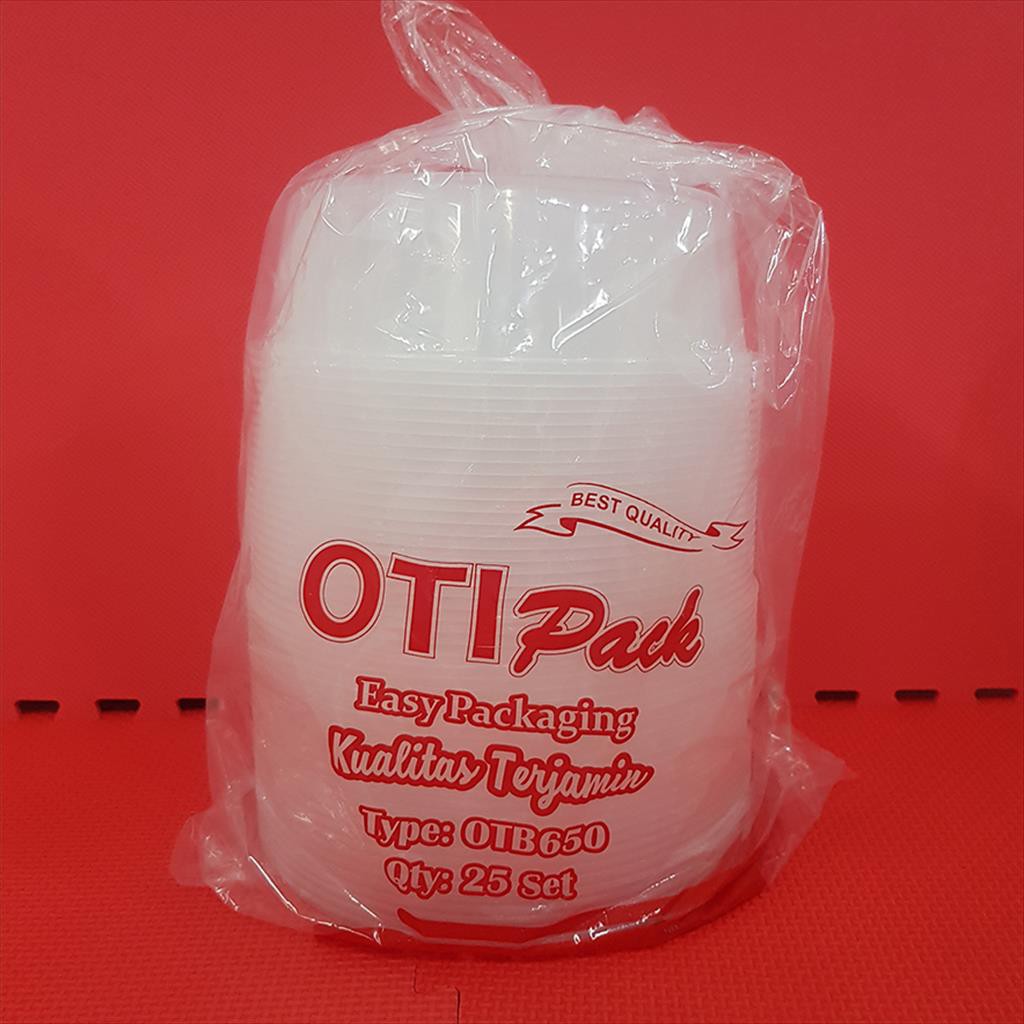 BEST QUALITY
OTI Pack
Easy Packaging
Kualitas Terjamin
Type: OTB650
Qty: 25 Set